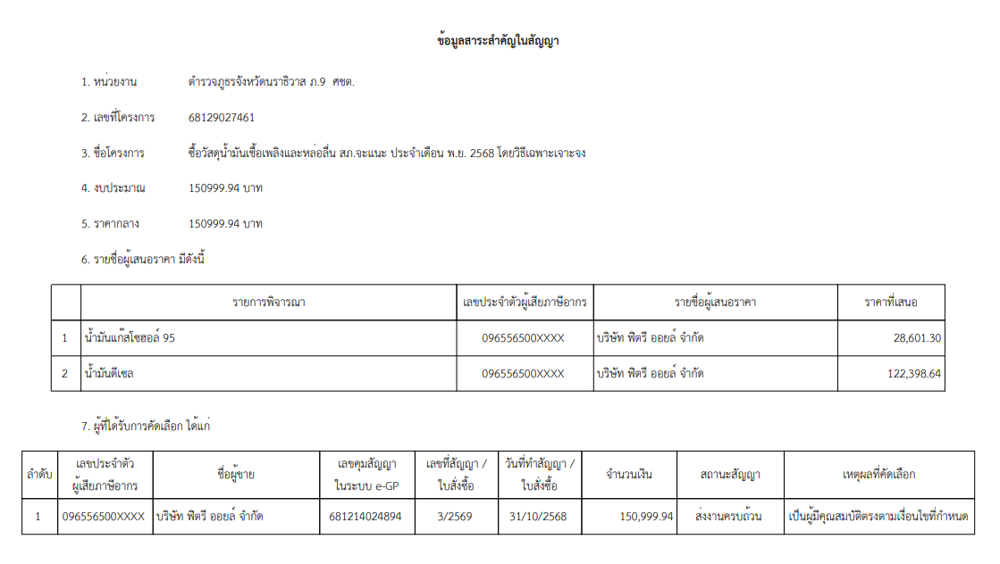 ข้อมูลสาระสำคัญในสัญญา
1. หน่วยงาน ตำรวจภูธรจังหวัดนราธิวาส ภ.9 ศชต.
2. เลขที่โครงการ 68129027461
3. ชื่อโครงการ ซื้อวัสดุน้ำมันเชื้อเพลิงและหล่อลื่น สภ.จะแนะ ประจำเดือน พ.ย. 2568 โดยวิธีเฉพาะเจาะจง
4. งบประมาณ 150999.94 บาท
5. ราคากลาง 150999.94 บาท
6. รายชื่อผู้เสนอราคา มีดังนี้
รายการพิจารณา เลขประจำตัวผู้เสียภาษีอากร รายชื่อผู้เสนอราคา ราคาที่เสนอ
1 น้ำมันแก๊สโซฮอล์ 95 096556500XXXX บริษัท ฟิตรี ออยล์ จำกัด 28,601.30
2 น้ำมันดีเซล 096556500XXXX บริษัท ฟิตรี ออยล์ จำกัด 122,398.64
7. ผู้ที่ได้รับการคัดเลือก ได้แก่
ลำดับ เลขประจำตัว ผู้เสียภาษีอากร ชื่อผู้ขาย เลขคุมสัญญา ในระบบ e-GP เลขที่สัญญา / ใบสั่งซื้อ วันที่ทำสัญญา / ใบสั่งซื้อ จำนวนเงิน สถานะสัญญา เหตุผลที่คัดเลือก
1 096556500XXXX บริษัท ฟิตรี ออยล์ จำกัด 681214024894 3/2569 31/10/2568 150,999.94 ส่งงานครบถ้วน เป็นผู้มีคุณสมบัติตรงตามเงื่อนไขที่กำหนด